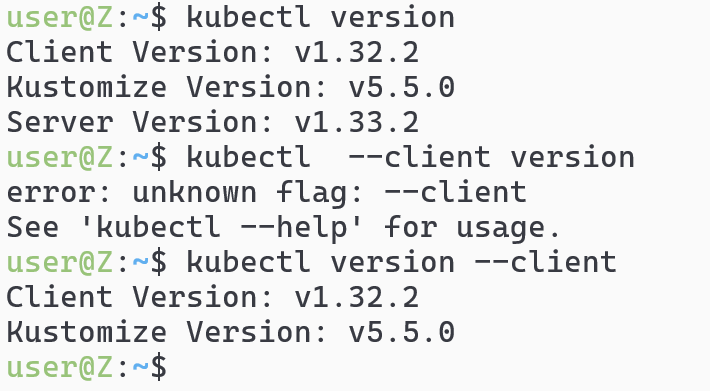 user@Z:~$ kubectl version
Client Version: v1.32.2
Kustomize Version: v5.5.0
Server Version: v1.33.2
user@Z:~$ kubectl  --client version
error: unknown flag: --client
See 'kubectl --help' for usage.
user@Z:~$ kubectl version --client
Client Version: v1.32.2
Kustomize Version: v5.5.0
user@Z:~$